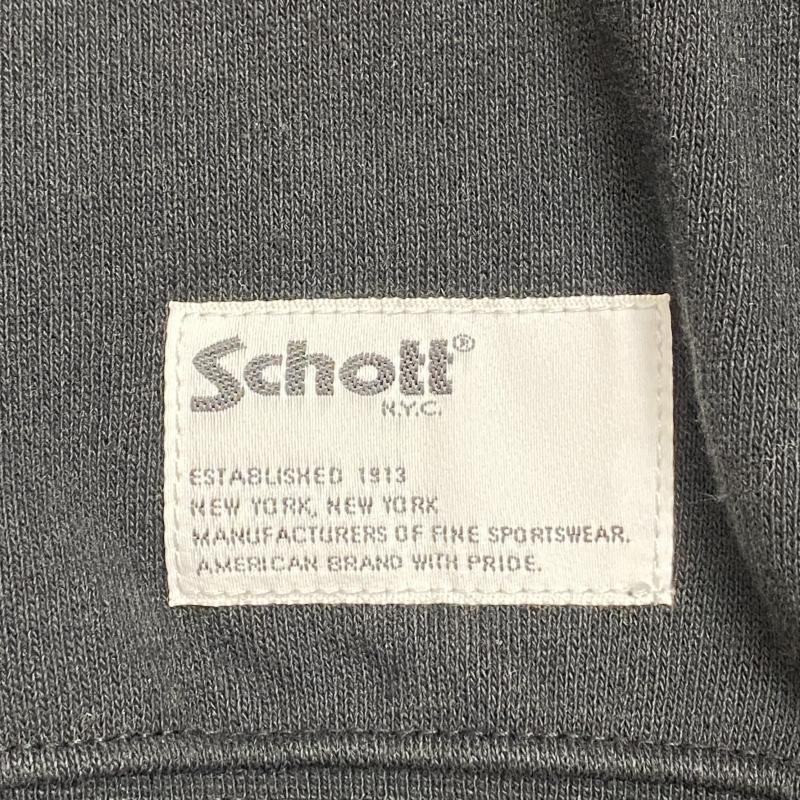 Schott®
N.Y.C.
ESTABLISHED 1913
NEW YORK, NEW YORK
MANUFACTURERS OF FINE SPORTSWEAR.
AMERICAN BRAND WITH PRIDE.